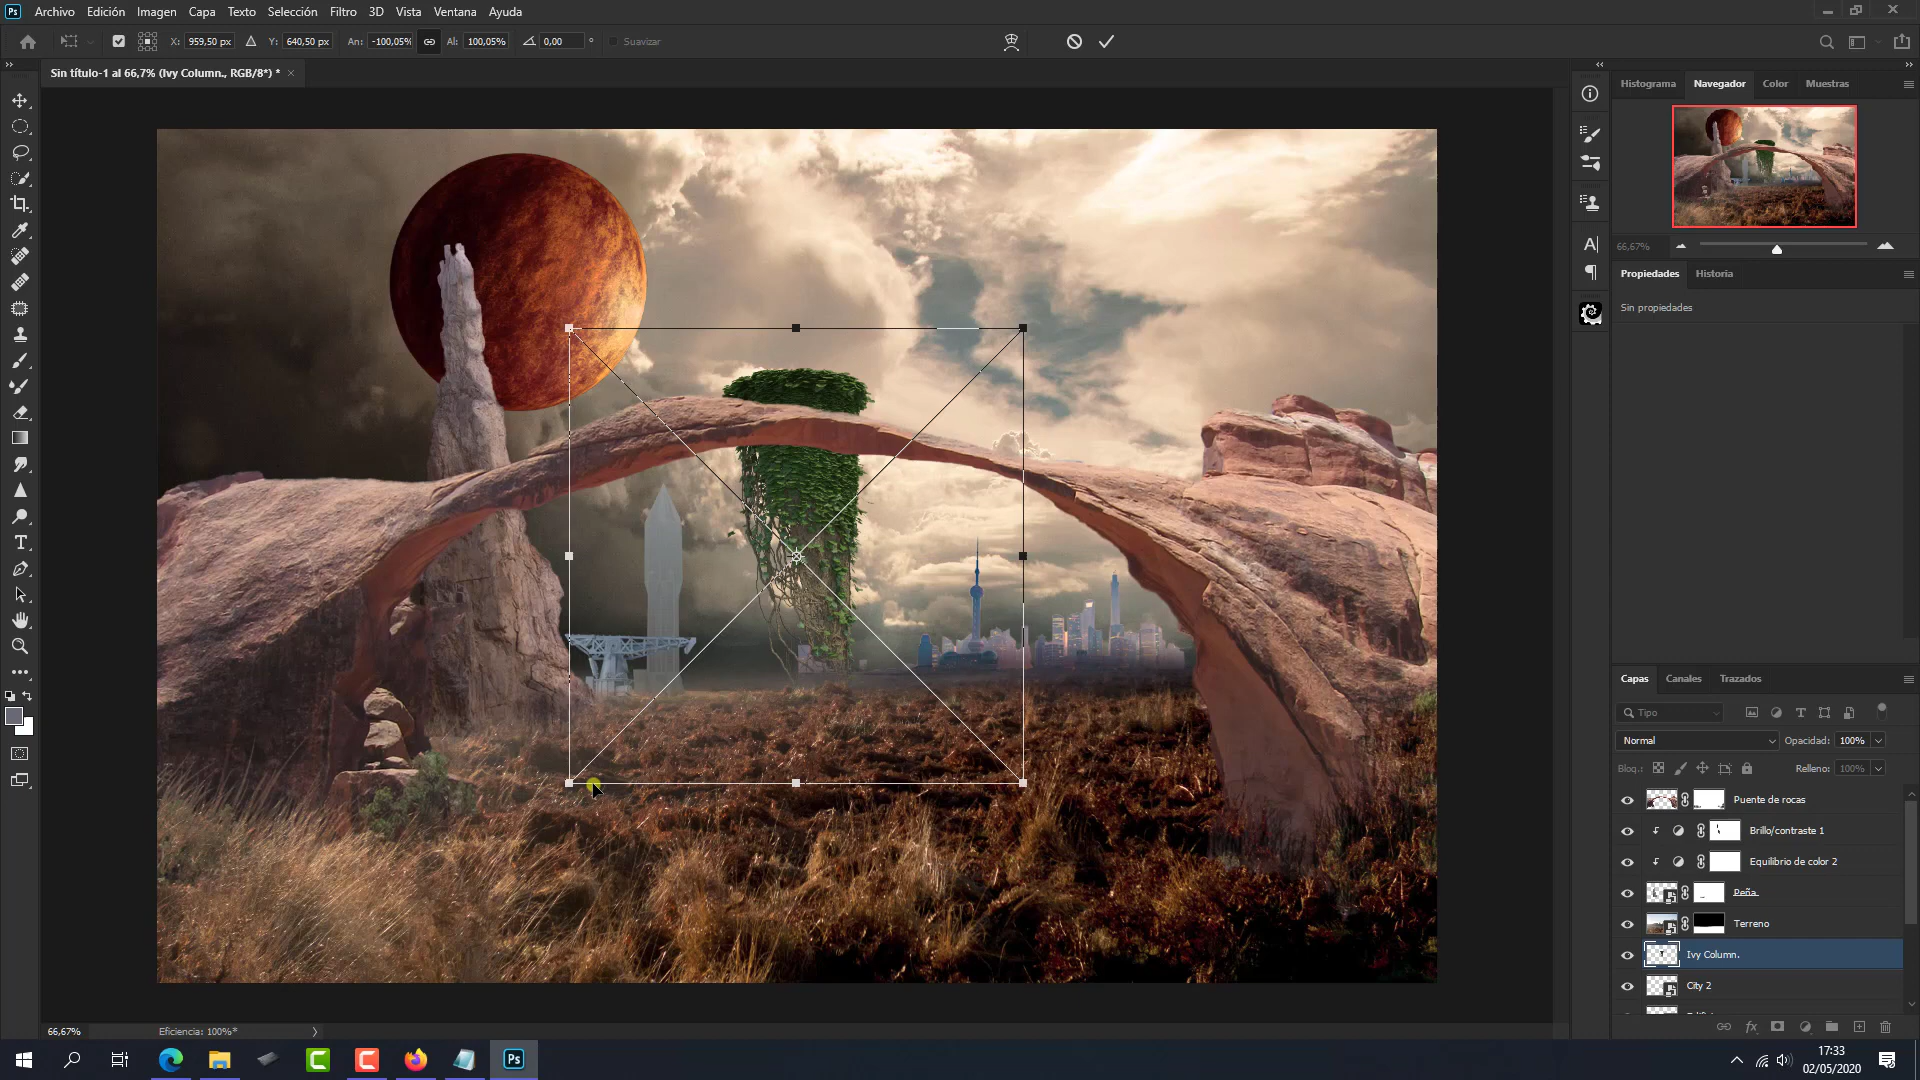 Ps Archivo Edición Imagen Capa Texto Selección Filtro 3D Vista Ventana Ayuda
X: 959,50 px Y: 640,50 px An: -100,05% Al: 100,05% 0,00 ° Suavizar
Sin título-1 al 66,7% (Ivy Column., RGB/8*) * ×
Histograma Navegador Color Muestras
66,67%
Propiedades Historia
Sin propiedades
Capas Canales Trazados
Tipo
Normal Opacidad: 100%
Bloq.: Relleno: 100%
Puente de rocas
Brillo/contraste 1
Equilibrio de color 2
Peña
Terreno
Ivy Column.
City 2
66,67% Eficiencia: 100%*
Ps
17:33
02/05/2020